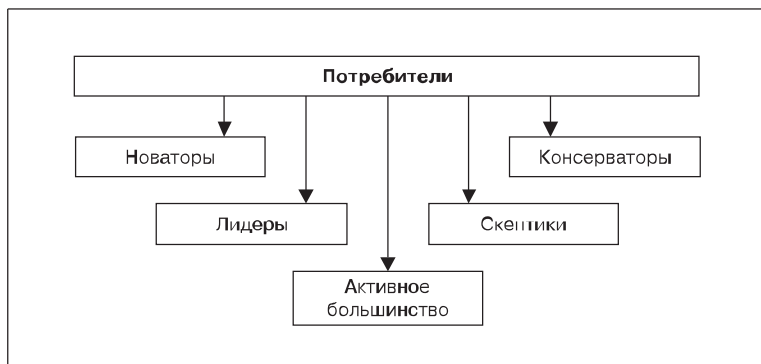 Потребители
Новаторы
Консерваторы
Лидеры
Скептики
Активное
большинство